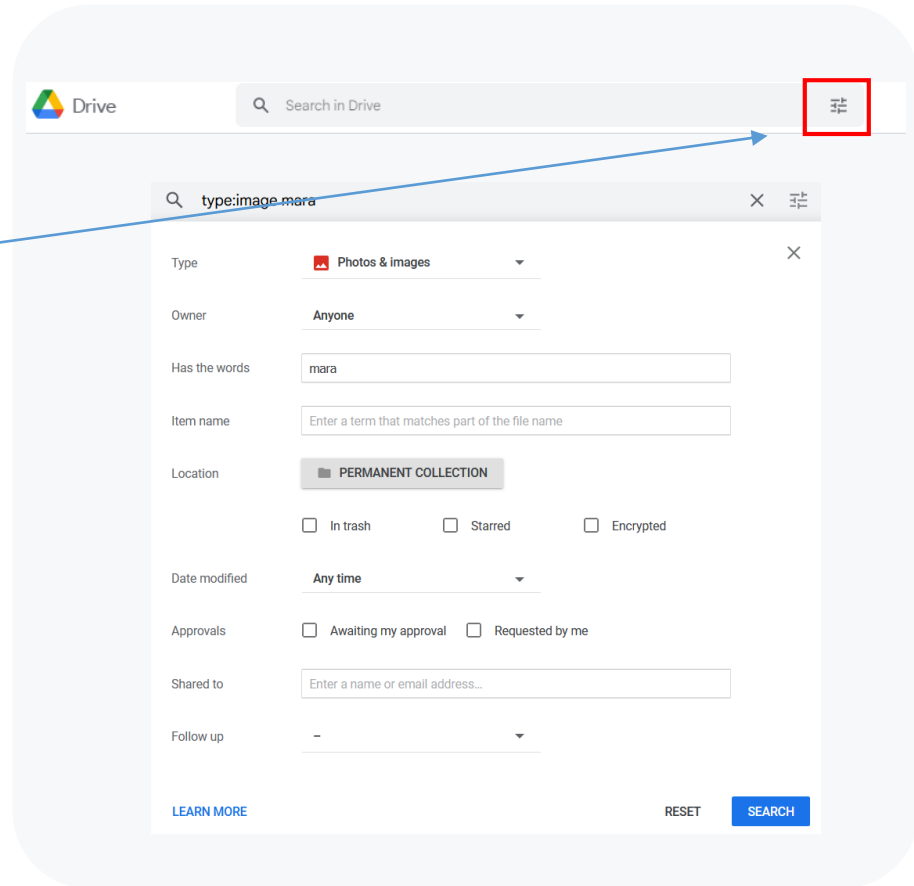 Drive
Search in Drive
type:image mara
Type Photos & images
Owner Anyone
Has the words mara
Item name Enter a term that matches part of the file name
Location PERMANENT COLLECTION
In trash Starred Encrypted
Date modified Any time
Approvals Awaiting my approval Requested by me
Shared to Enter a name or email address...
Follow up –
LEARN MORE RESET SEARCH